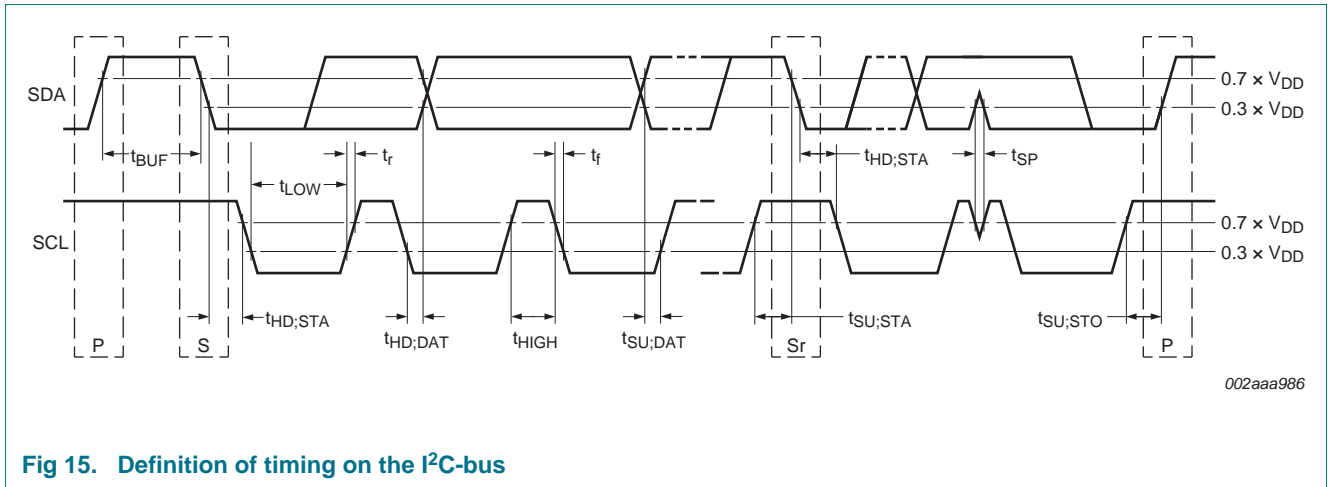 SDA
0.7 × VDD
0.3 × VDD
tBUF
tr
tf
tHD;STA
tSP
tLOW
SCL
0.7 × VDD
0.3 × VDD
tHD;STA
tHD;DAT
tHIGH
tSU;DAT
tSU;STA
tSU;STO
P
S
Sr
P
002aaa986
Fig 15. Definition of timing on the I²C-bus